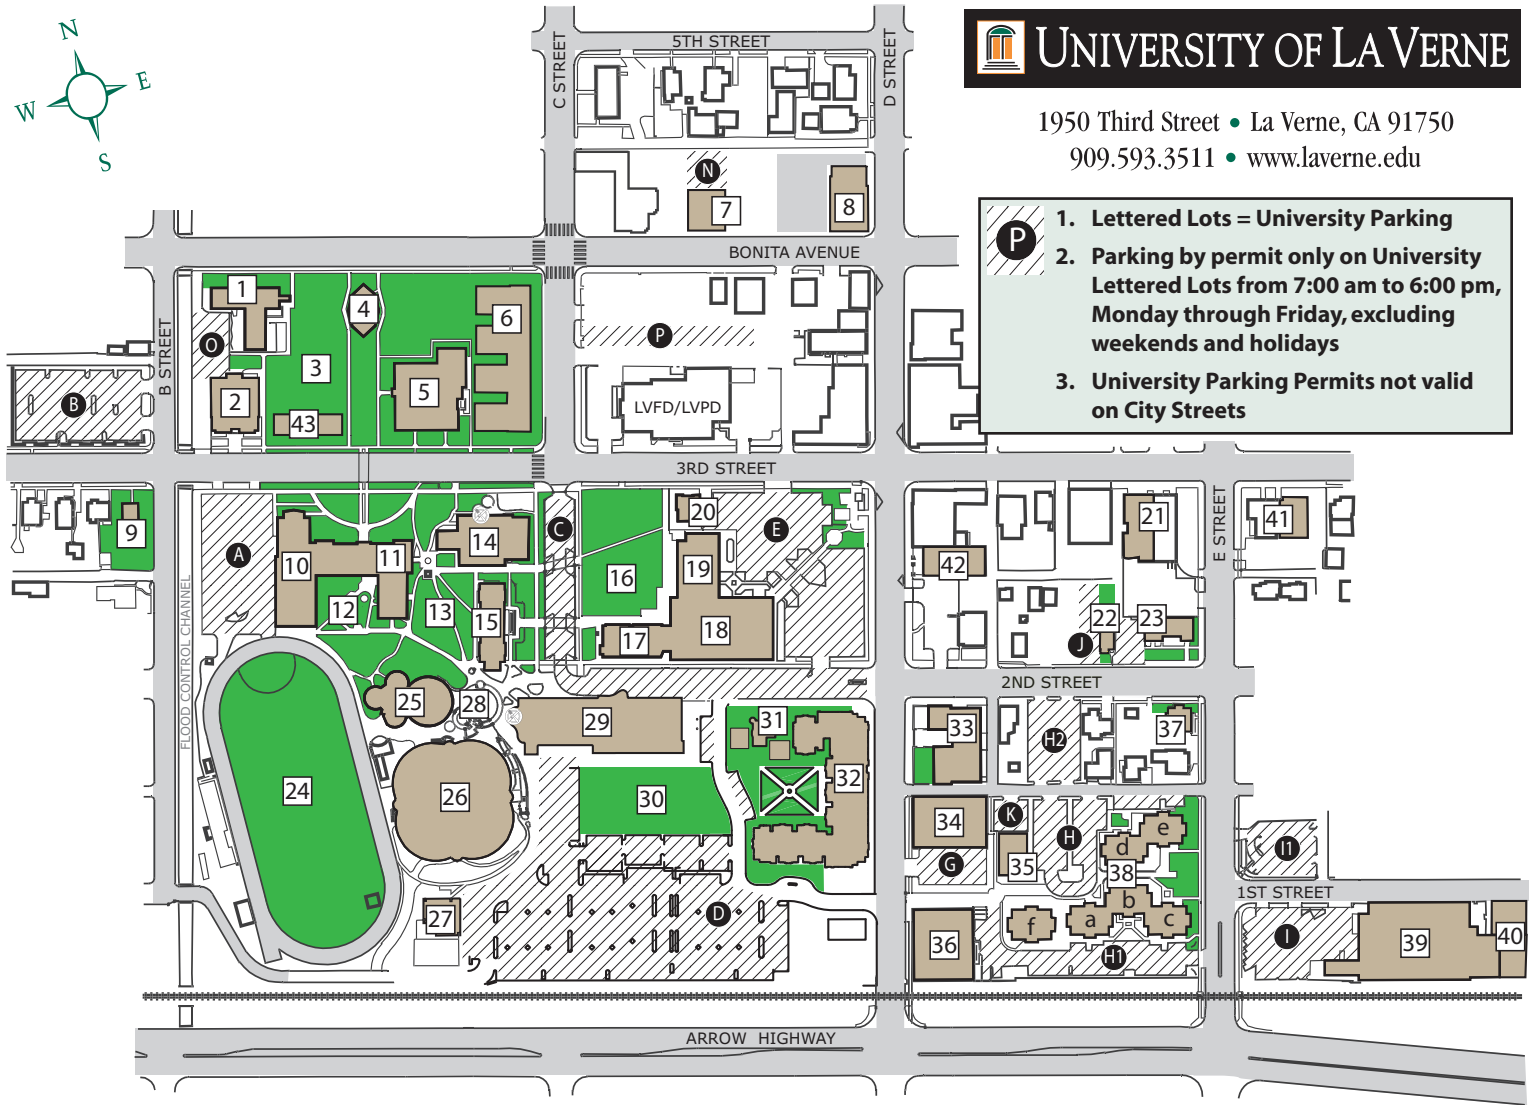 N
E
W
S
UNIVERSITY OF LA VERNE
1950 Third Street • La Verne, CA 91750
909.593.3511 • www.laverne.edu
P
1. Lettered Lots = University Parking
2. Parking by permit only on University
Lettered Lots from 7:00 am to 6:00 pm,
Monday through Friday, excluding
weekends and holidays
3. University Parking Permits not valid
on City Streets
5TH STREET
C STREET
D STREET
N
7
8
BONITA AVENUE
B STREET
1
4
6
O
P
3
2
5
43
B
LVFD/LVPD
3RD STREET
E STREET
9
A
10
11
14
C
20
E
21
41
12
13
15
16
19
42
17
18
22
23
J
FLOOD CONTROL CHANNEL
2ND STREET
25
28
29
31
33
H2
37
24
26
30
32
34
K
H
e
d
I1
G
35
38
1ST STREET
27
D
36
f
a
b
c
H1
I
39
40
ARROW HIGHWAY